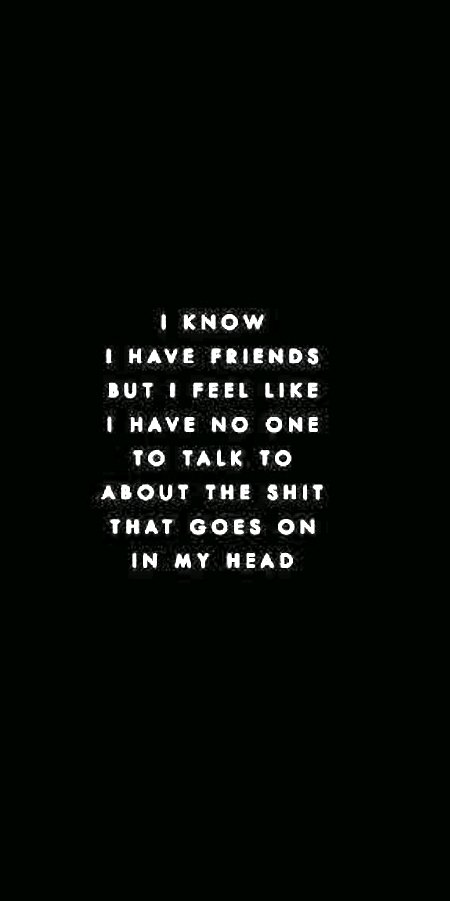 I KNOW
I HAVE FRIENDS
BUT I FEEL LIKE
I HAVE NO ONE
TO TALK TO
ABOUT THE SHIT
THAT GOES ON
IN MY HEAD